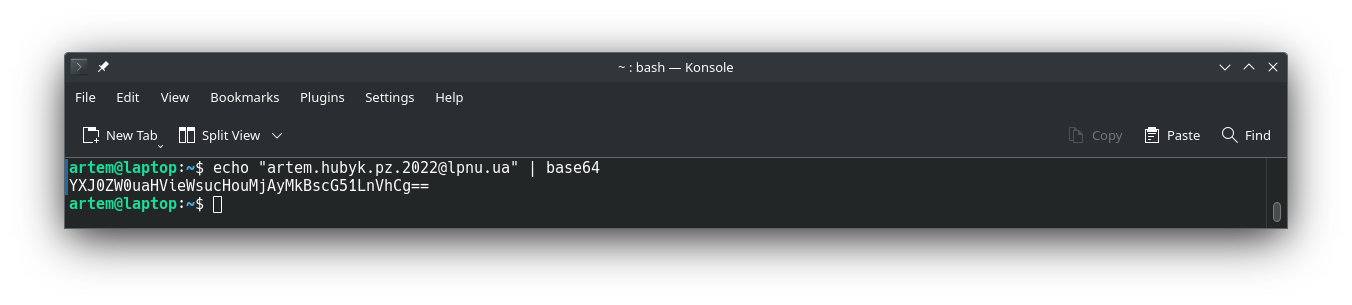 ~ : bash — Konsole
File Edit View Bookmarks Plugins Settings Help
New Tab Split View Copy Paste Find
artem@laptop:~$ echo "artem.hubyk.pz.2022@lpnu.ua" | base64
YXJ0ZW0uaHVieWsucHouMjAyMkBscG51LnVhCg==
artem@laptop:~$